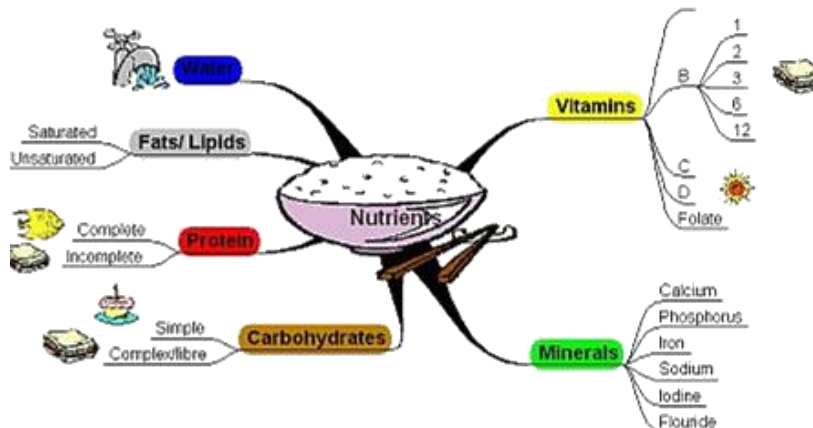 Water
Fats/ Lipids
Saturated
Unsaturated
Protein
Complete
Incomplete
Carbohydrates
Simple
Complex/fibre
Nutrients
Vitamins
B
1
2
3
6
12
C
D
Folate
Minerals
Calcium
Phosphorus
Iron
Sodium
Iodine
Flouride